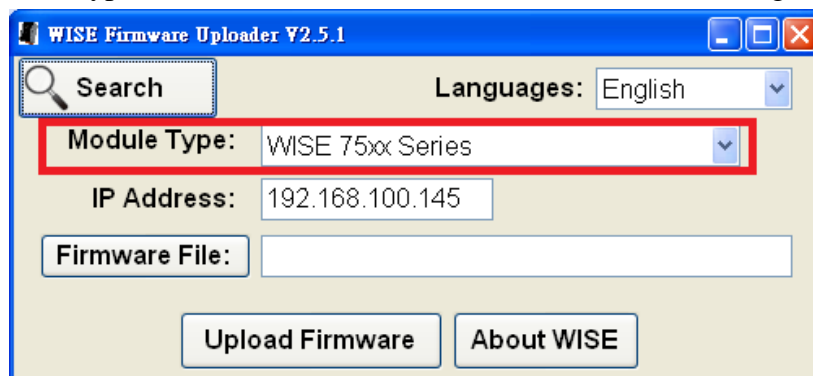 WISE Firmware Uploader V2.5.1
Search Languages: English
Module Type: WISE 75xx Series
IP Address: 192.168.100.145
Firmware File:
Upload Firmware About WISE